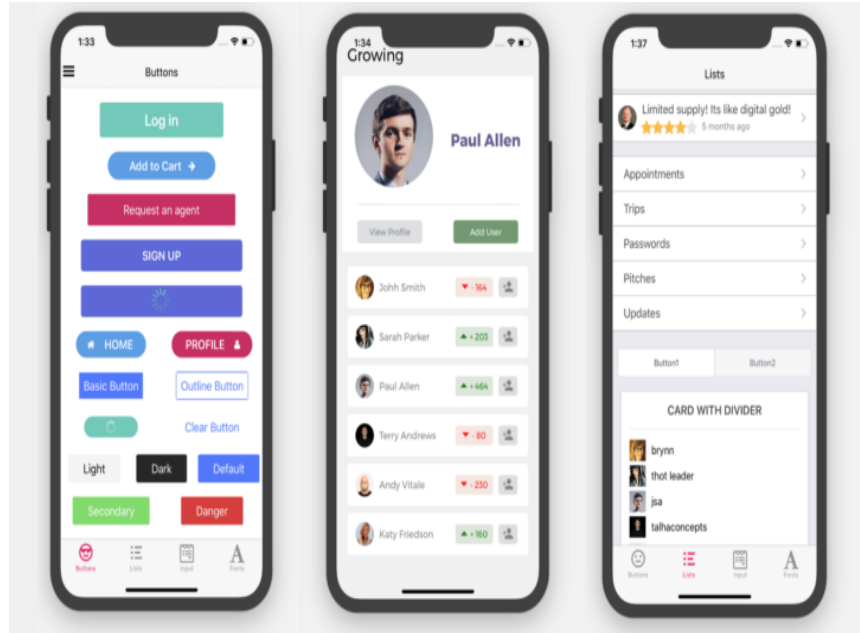 1:33
Buttons
Log in
Add to Cart →
Request an agent
SIGN UP
HOME PROFILE
Basic Button Outline Button
Clear Button
Light Dark Default
Secondary Danger
Buttons Lists Input Fonts
1:34
Growing
Paul Allen
View Profile Add User
Johh Smith ▼ - 164
Sarah Parker ▲ + 203
Paul Allen ▲ + 464
Terry Andrews ▼ - 80
Andy Vitale ▼ - 230
Katy Friedson ▲ + 160
1:37
Lists
Limited supply! Its like digital gold!
5 months ago
Appointments
Trips
Passwords
Pitches
Updates
Button1 Button2
CARD WITH DIVIDER
brynn
thot leader
jsa
talhaconcepts
Buttons Lists Input Fonts